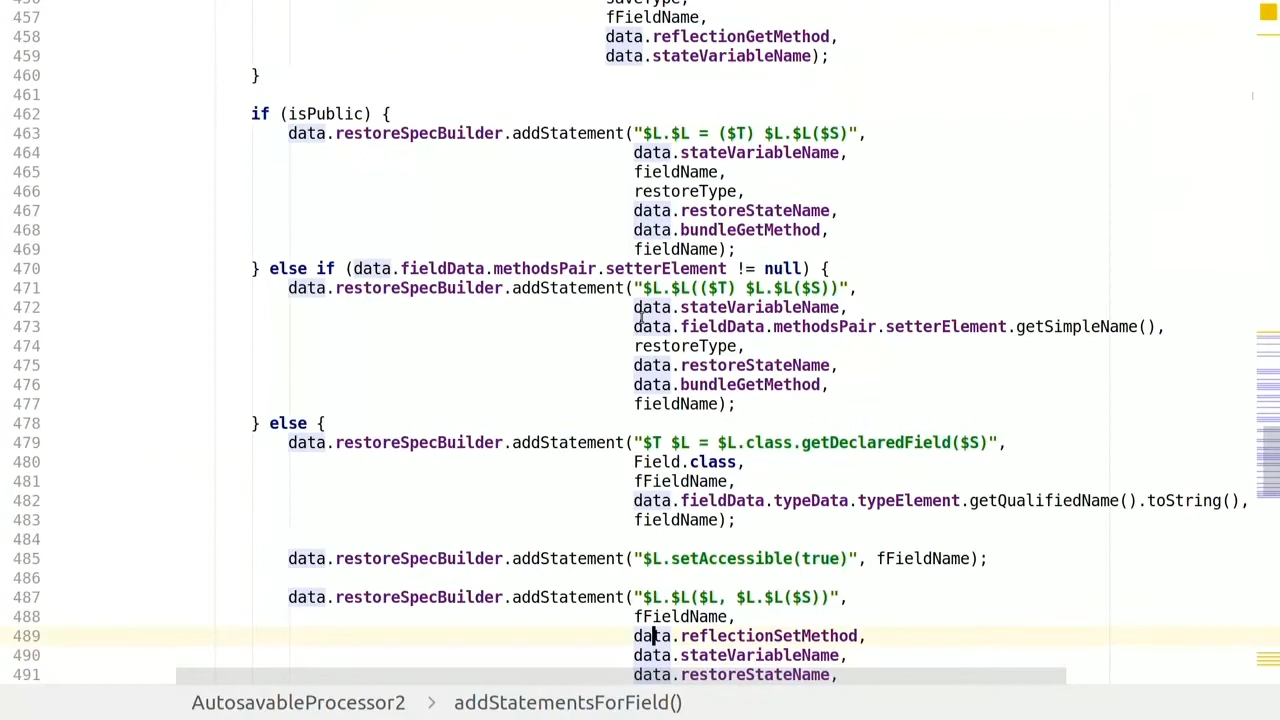 457 fFieldName,
458 data.reflectionGetMethod,
459 data.stateVariableName);
460 }
461
462 if (isPublic) {
463 data.restoreSpecBuilder.addStatement("$L.$L = ($T) $L.$L($S)",
464 data.stateVariableName,
465 fieldName,
466 restoreType,
467 data.restoreStateName,
468 data.bundleGetMethod,
469 fieldName);
470 } else if (data.fieldData.methodsPair.setterElement != null) {
471 data.restoreSpecBuilder.addStatement("$L.$L(($T) $L.$L($S))",
472 data.stateVariableName,
473 data.fieldData.methodsPair.setterElement.getSimpleName(),
474 restoreType,
475 data.restoreStateName,
476 data.bundleGetMethod,
477 fieldName);
478 } else {
479 data.restoreSpecBuilder.addStatement("$T $L = $L.class.getDeclaredField($S)",
480 Field.class,
481 fFieldName,
482 data.fieldData.typeData.typeElement.getQualifiedName().toString(),
483 fieldName);
484
485 data.restoreSpecBuilder.addStatement("$L.setAccessible(true)", fFieldName);
486
487 data.restoreSpecBuilder.addStatement("$L.$L($L, $L.$L($S))",
488 fFieldName,
489 data.reflectionSetMethod,
490 data.stateVariableName,
491 data.restoreStateName,
AutosavableProcessor2 > addStatementsForField()